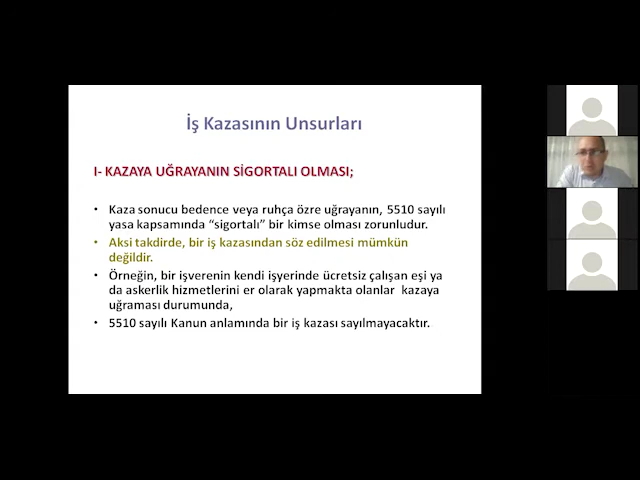 İş Kazasının Unsurları
I- KAZAYA UĞRAYANIN SİGORTALI OLMASI;
• Kaza sonucu bedence veya ruhça özre uğrayanın, 5510 sayılı
yasa kapsamında “sigortalı” bir kimse olması zorunludur.
• Aksi takdirde, bir iş kazasından söz edilmesi mümkün
değildir.
• Örneğin, bir işverenin kendi işyerinde ücretsiz çalışan eşi ya
da askerlik hizmetlerini er olarak yapmakta olanlar kazaya
uğraması durumunda,
• 5510 sayılı Kanun anlamında bir iş kazası sayılmayacaktır.